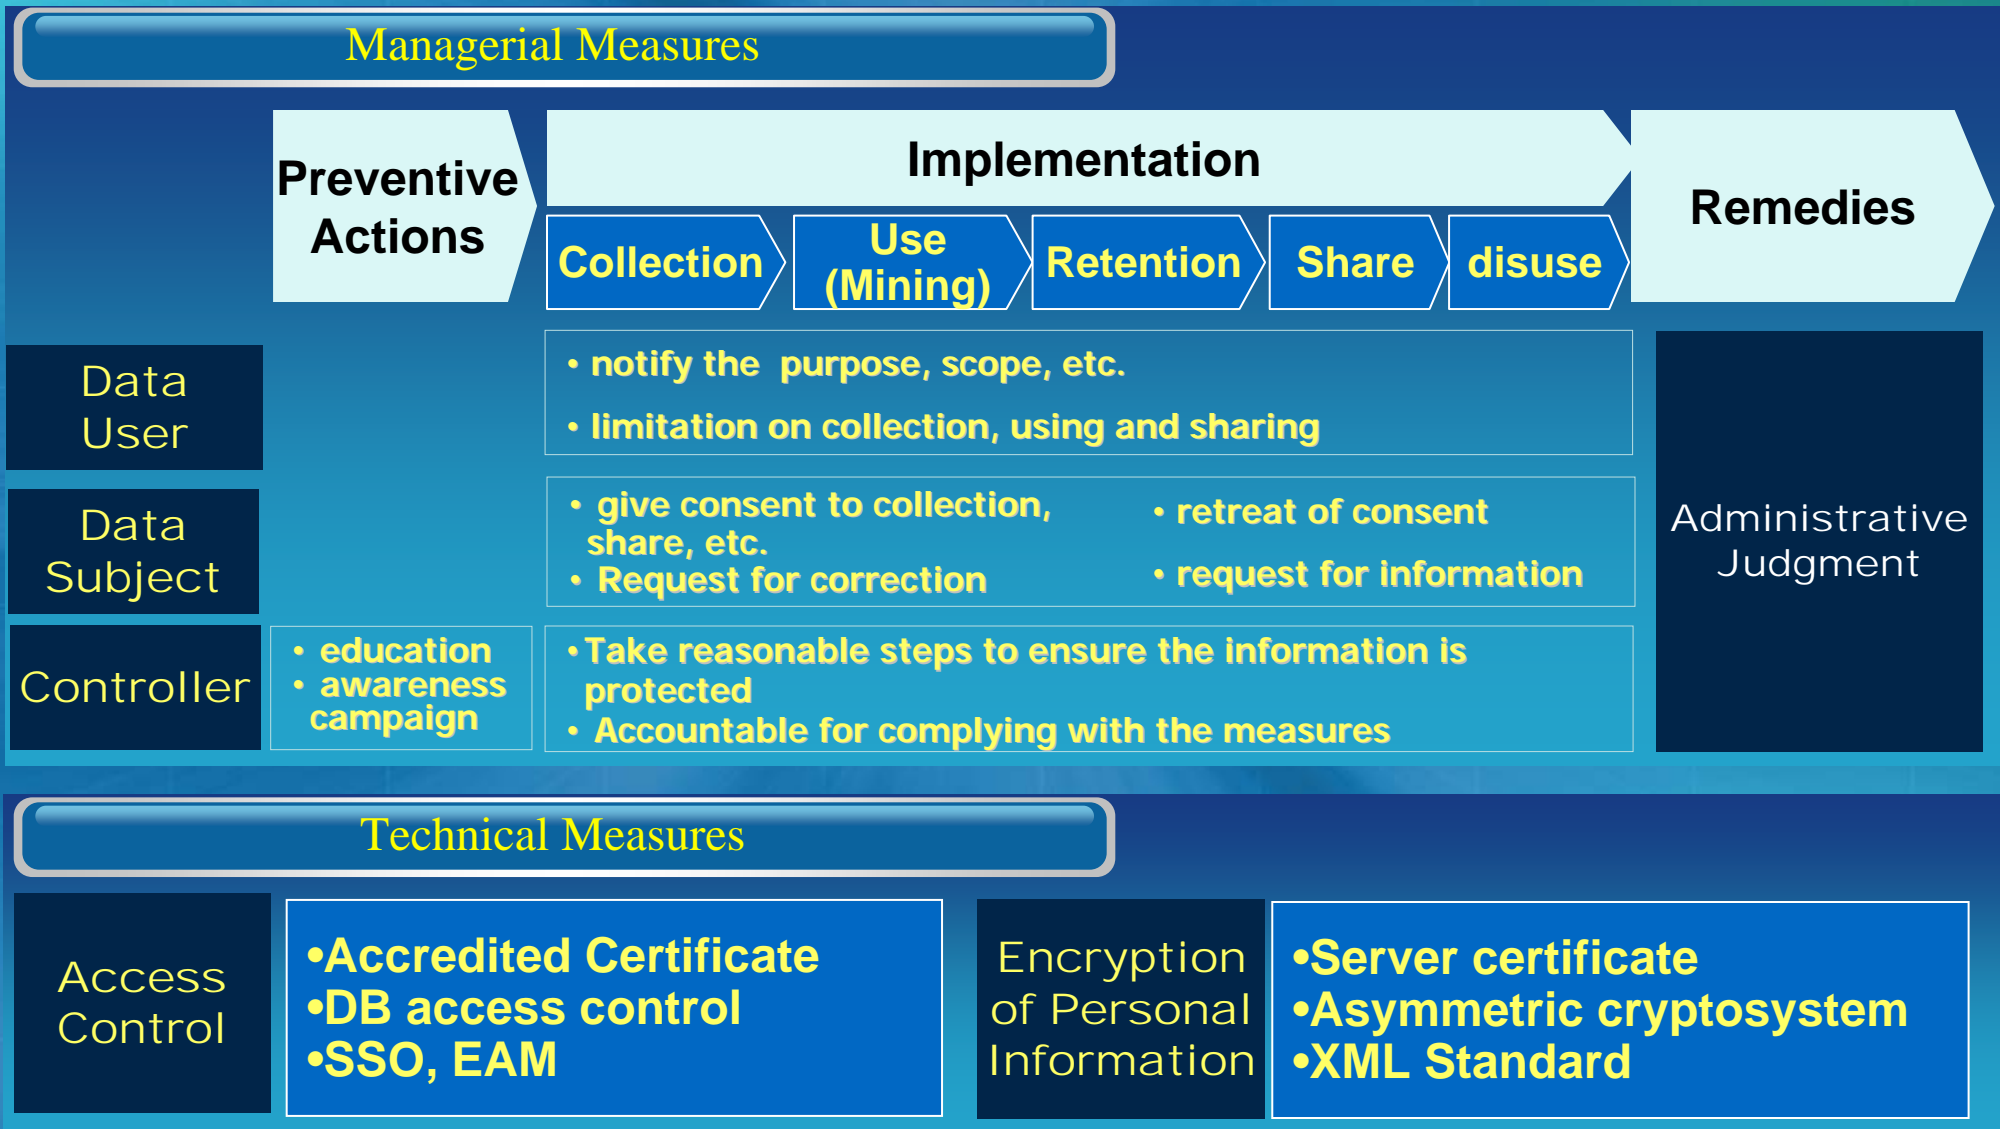 Managerial Measures
Preventive
Actions
Implementation
Remedies
Collection
Use
(Mining)
Retention
Share
disuse
Data
User
• notify the  purpose, scope, etc.
• limitation on collection, using and sharing
Data
Subject
• give consent to collection,
share, etc.
• Request for correction
• retreat of consent
• request for information
Controller
• education
• awareness
campaign
• Take reasonable steps to ensure the information is
protected
• Accountable for complying with the measures
Administrative
Judgment
Technical Measures
Access
Control
•Accredited Certificate
•DB access control
•SSO, EAM
Encryption
of Personal
Information
•Server certificate
•Asymmetric cryptosystem
•XML Standard